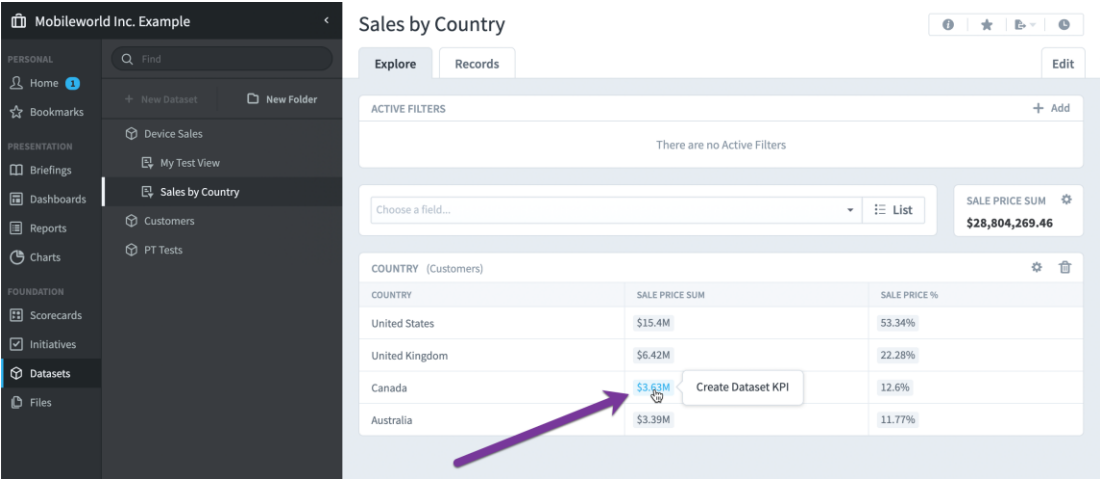 Mobileworld Inc. Example
PERSONAL
Home 1
Bookmarks
PRESENTATION
Briefings
Dashboards
Reports
Charts
FOUNDATION
Scorecards
Initiatives
Datasets
Files
Find
+ New Dataset New Folder
Device Sales
My Test View
Sales by Country
Customers
PT Tests
Sales by Country
Explore Records Edit
ACTIVE FILTERS + Add
There are no Active Filters
Choose a field... List
SALE PRICE SUM
$28,804,269.46
COUNTRY (Customers)
COUNTRY SALE PRICE SUM SALE PRICE %
United States $15.4M 53.34%
United Kingdom $6.42M 22.28%
Canada $3.63M Create Dataset KPI 12.6%
Australia $3.39M 11.77%